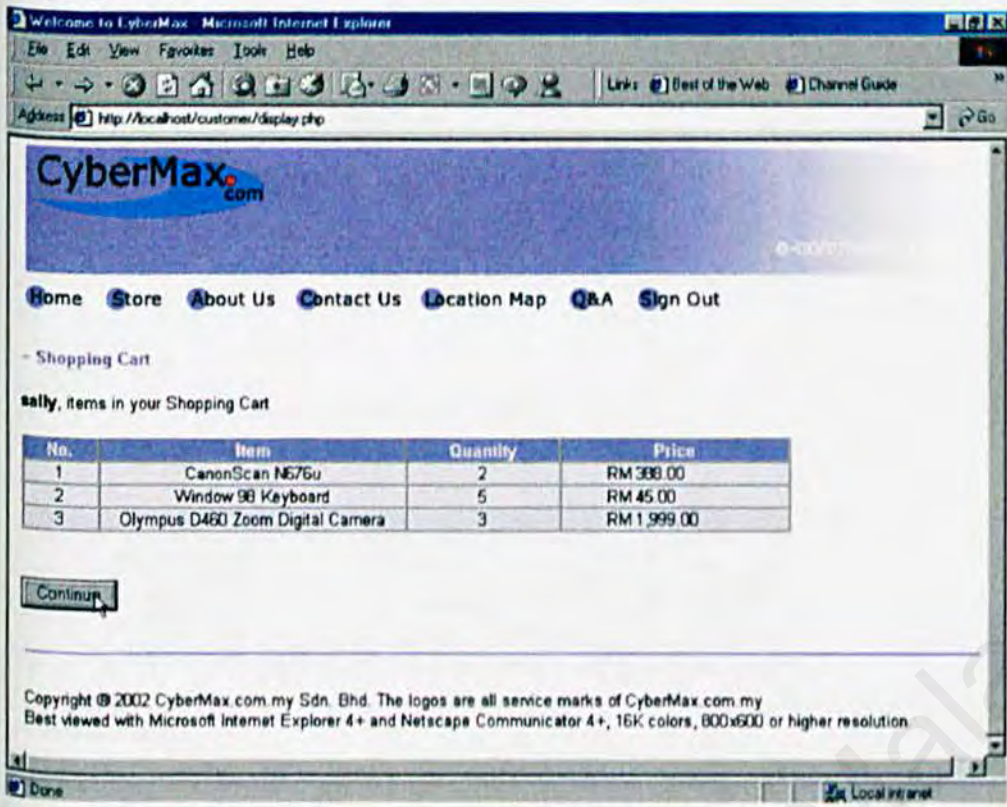 Welcome to CyberMax - Microsoft Internet Explorer
File Edit View Favorites Tools Help
Links Best of the Web Channel Guide
Address http://localhost/customer/display.php Go
CyberMax.com
Home Store About Us Contact Us Location Map Q&A Sign Out
- Shopping Cart
sally, items in your Shopping Cart
No. Item Quantity Price
1 CanonScan N676u 2 RM 388.00
2 Window 98 Keyboard 5 RM 45.00
3 Olympus D460 Zoom Digital Camera 3 RM 1,999.00
Continue
Copyright @ 2002 CyberMax.com.my Sdn. Bhd. The logos are all service marks of CyberMax.com.my
Best viewed with Microsoft Internet Explorer 4+ and Netscape Communicator 4+, 16K colors, 800x600 or higher resolution.
Done Local intranet